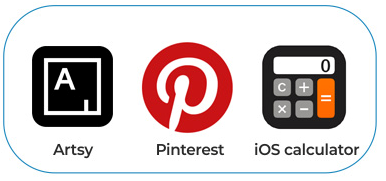 A
0
C +
× − =
Artsy Pinterest iOS calculator